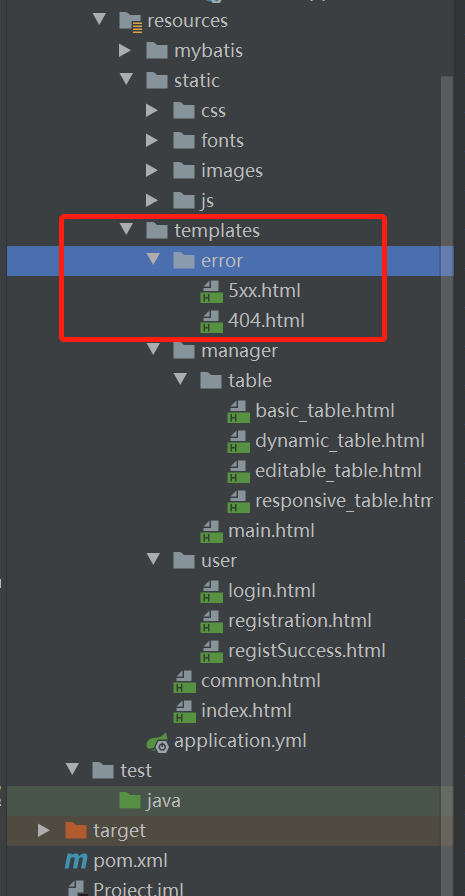 resources
mybatis
static
css
fonts
images
js
templates
error
5xx.html
404.html
manager
table
basic_table.html
dynamic_table.html
editable_table.html
responsive_table.htm
main.html
user
login.html
registration.html
registSuccess.html
common.html
index.html
application.yml
test
java
target
pom.xml
Project.iml